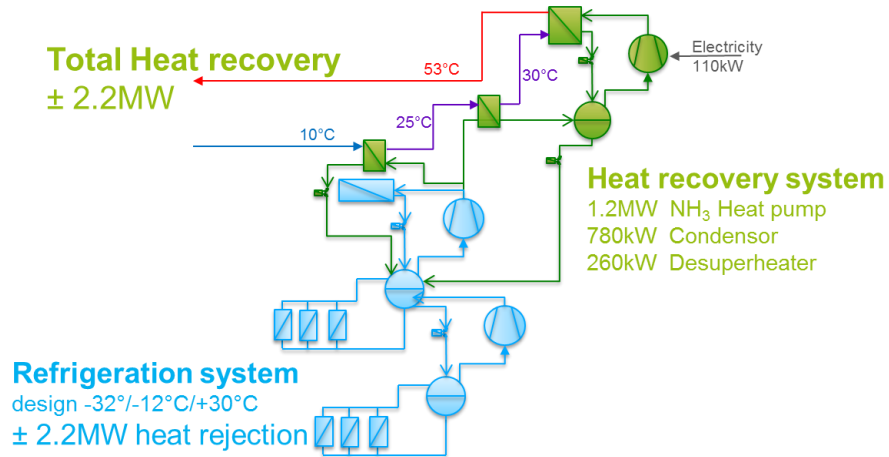 Total Heat recovery
± 2.2MW
53°C
30°C
Electricity
110kW
25°C
10°C
Heat recovery system
1.2MW NH₃ Heat pump
780kW Condensor
260kW Desuperheater
Refrigeration system
design -32°/-12°C/+30°C
± 2.2MW heat rejection